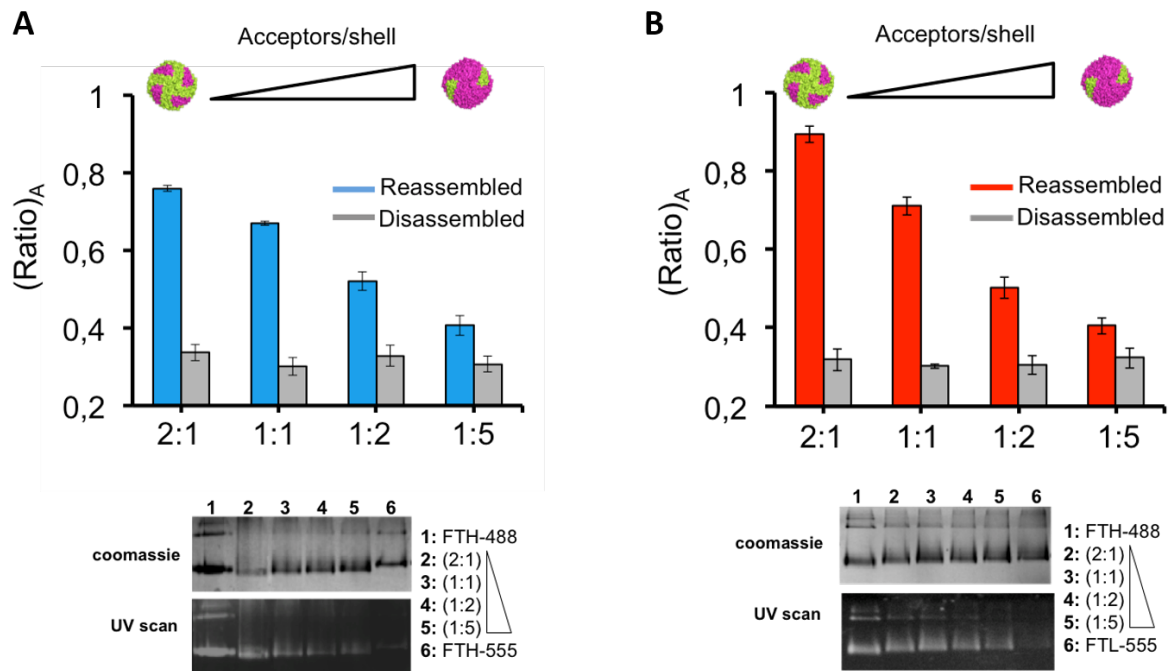 A
Acceptors/shell
1
0,8
0,6
0,4
0,2
(Ratio)A
Reassembled
Disassembled
2:1 1:1 1:2 1:5
1 2 3 4 5 6
coomassie
UV scan
1: FTH-488
2: (2:1)
3: (1:1)
4: (1:2)
5: (1:5)
6: FTH-555
B
Acceptors/shell
1
0,8
0,6
0,4
0,2
(Ratio)A
Reassembled
Disassembled
2:1 1:1 1:2 1:5
1 2 3 4 5 6
coomassie
UV scan
1: FTH-488
2: (2:1)
3: (1:1)
4: (1:2)
5: (1:5)
6: FTL-555